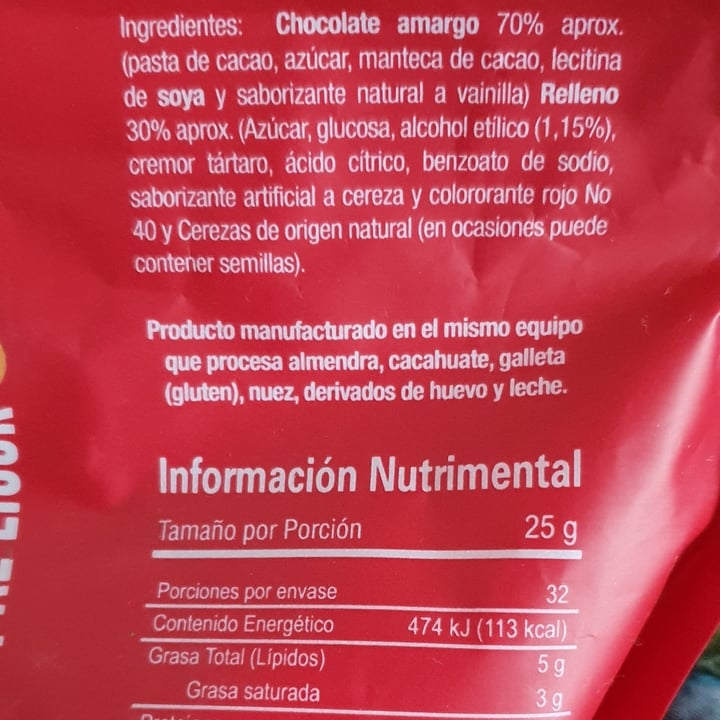 Ingredientes: Chocolate amargo 70% aprox.
(pasta de cacao, azúcar, manteca de cacao, lecitina
de soya y saborizante natural a vainilla) Relleno
30% aprox. (Azúcar, glucosa, alcohol etílico (1,15%),
cremor tártaro, ácido cítrico, benzoato de sodio,
saborizante artificial a cereza y colororante rojo No
40 y Cerezas de origen natural (en ocasiones puede
contener semillas).
Producto manufacturado en el mismo equipo
que procesa almendra, cacahuate, galleta
(gluten), nuez, derivados de huevo y leche.
Información Nutrimental
Tamaño por Porción 25 g
Porciones por envase 32
Contenido Energético 474 kJ (113 kcal)
Grasa Total (Lípidos) 5 g
Grasa saturada 3 g